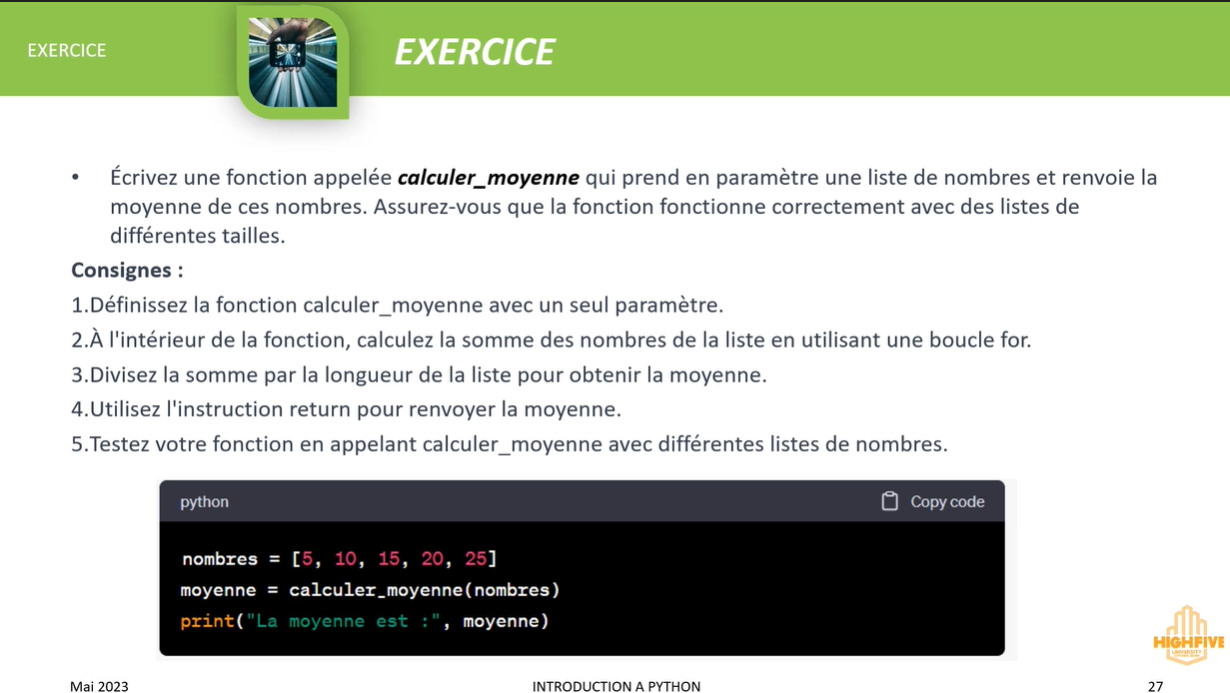 EXERCICE
EXERCICE
• Écrivez une fonction appelée calculer_moyenne qui prend en paramètre une liste de nombres et renvoie la
moyenne de ces nombres. Assurez-vous que la fonction fonctionne correctement avec des listes de
différentes tailles.
Consignes :
1.Définissez la fonction calculer_moyenne avec un seul paramètre.
2.À l'intérieur de la fonction, calculez la somme des nombres de la liste en utilisant une boucle for.
3.Divisez la somme par la longueur de la liste pour obtenir la moyenne.
4.Utilisez l'instruction return pour renvoyer la moyenne.
5.Testez votre fonction en appelant calculer_moyenne avec différentes listes de nombres.
python
Copy code
nombres = [5, 10, 15, 20, 25]
moyenne = calculer_moyenne(nombres)
print("La moyenne est :", moyenne)
HIGHFIVE
UNIVERSITY
Mai 2023
INTRODUCTION A PYTHON
27